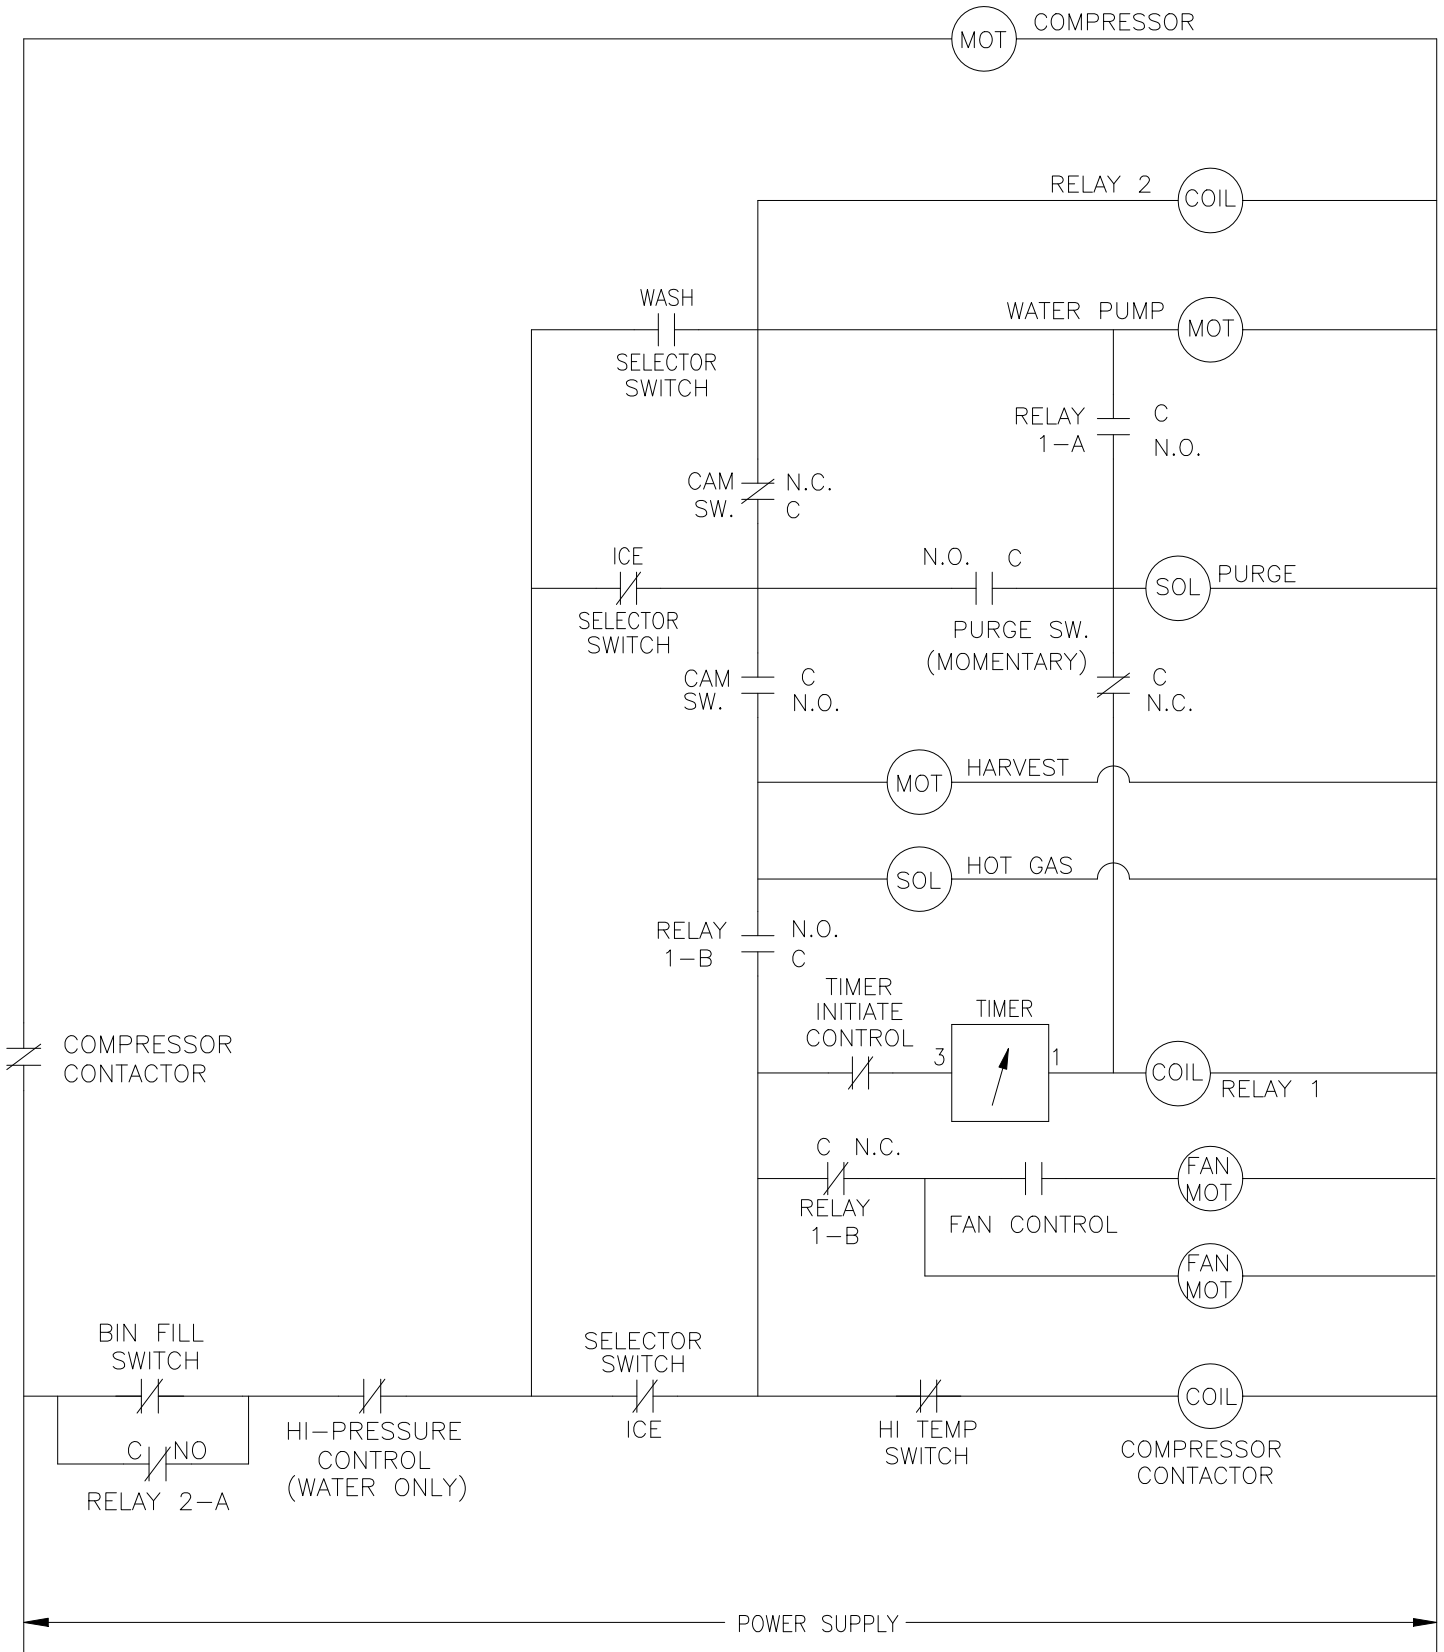 COMPRESSOR
MOT
RELAY 2
COIL
WASH
SELECTOR
SWITCH
WATER PUMP
MOT
RELAY
1-A
C
N.O.
CAM
SW.
N.C.
C
ICE
SELECTOR
SWITCH
N.O. C
PURGE SW.
(MOMENTARY)
SOL
PURGE
CAM
SW.
C
N.O.
C
N.C.
MOT
HARVEST
SOL
HOT GAS
RELAY
1-B
N.O.
C
TIMER
INITIATE
CONTROL
TIMER
3
1
COIL
RELAY 1
COMPRESSOR
CONTACTOR
C N.C.
RELAY
1-B
FAN CONTROL
FAN
MOT
FAN
MOT
BIN FILL
SWITCH
C NO
RELAY 2-A
HI-PRESSURE
CONTROL
(WATER ONLY)
SELECTOR
SWITCH
ICE
HI TEMP
SWITCH
COIL
COMPRESSOR
CONTACTOR
POWER SUPPLY